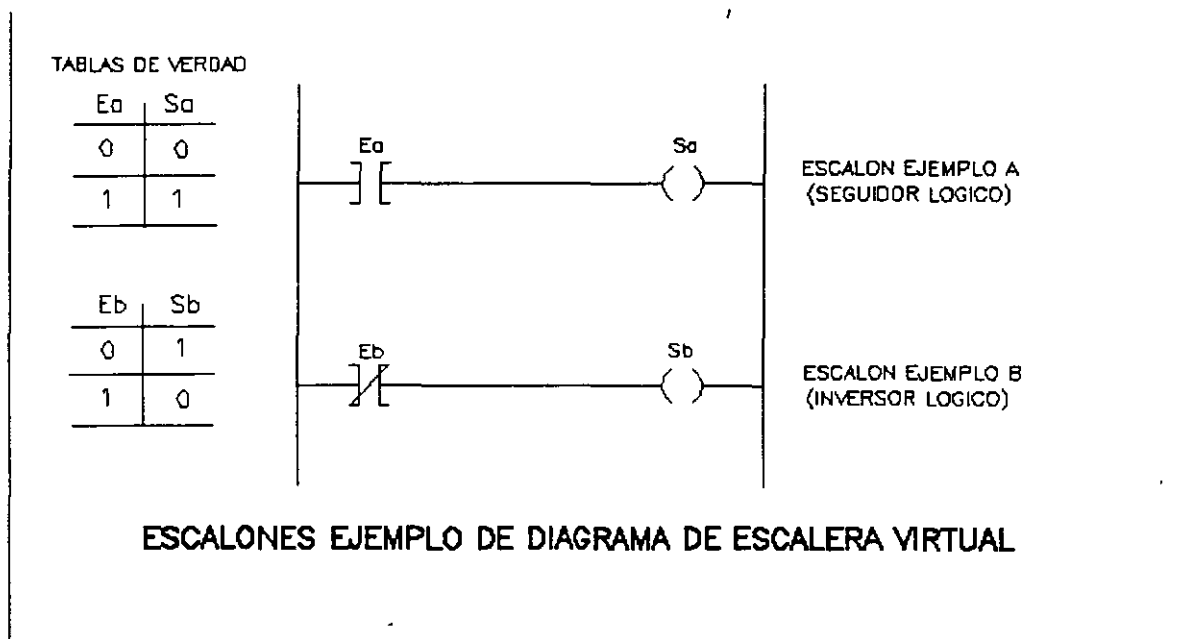 TABLAS DE VERDAD
Ea Sa
0 0
1 1
Ea Sa
ESCALON EJEMPLO A
(SEGUIDOR LOGICO)
Eb Sb
0 1
1 0
Eb Sb
ESCALON EJEMPLO B
(INVERSOR LOGICO)
ESCALONES EJEMPLO DE DIAGRAMA DE ESCALERA VIRTUAL